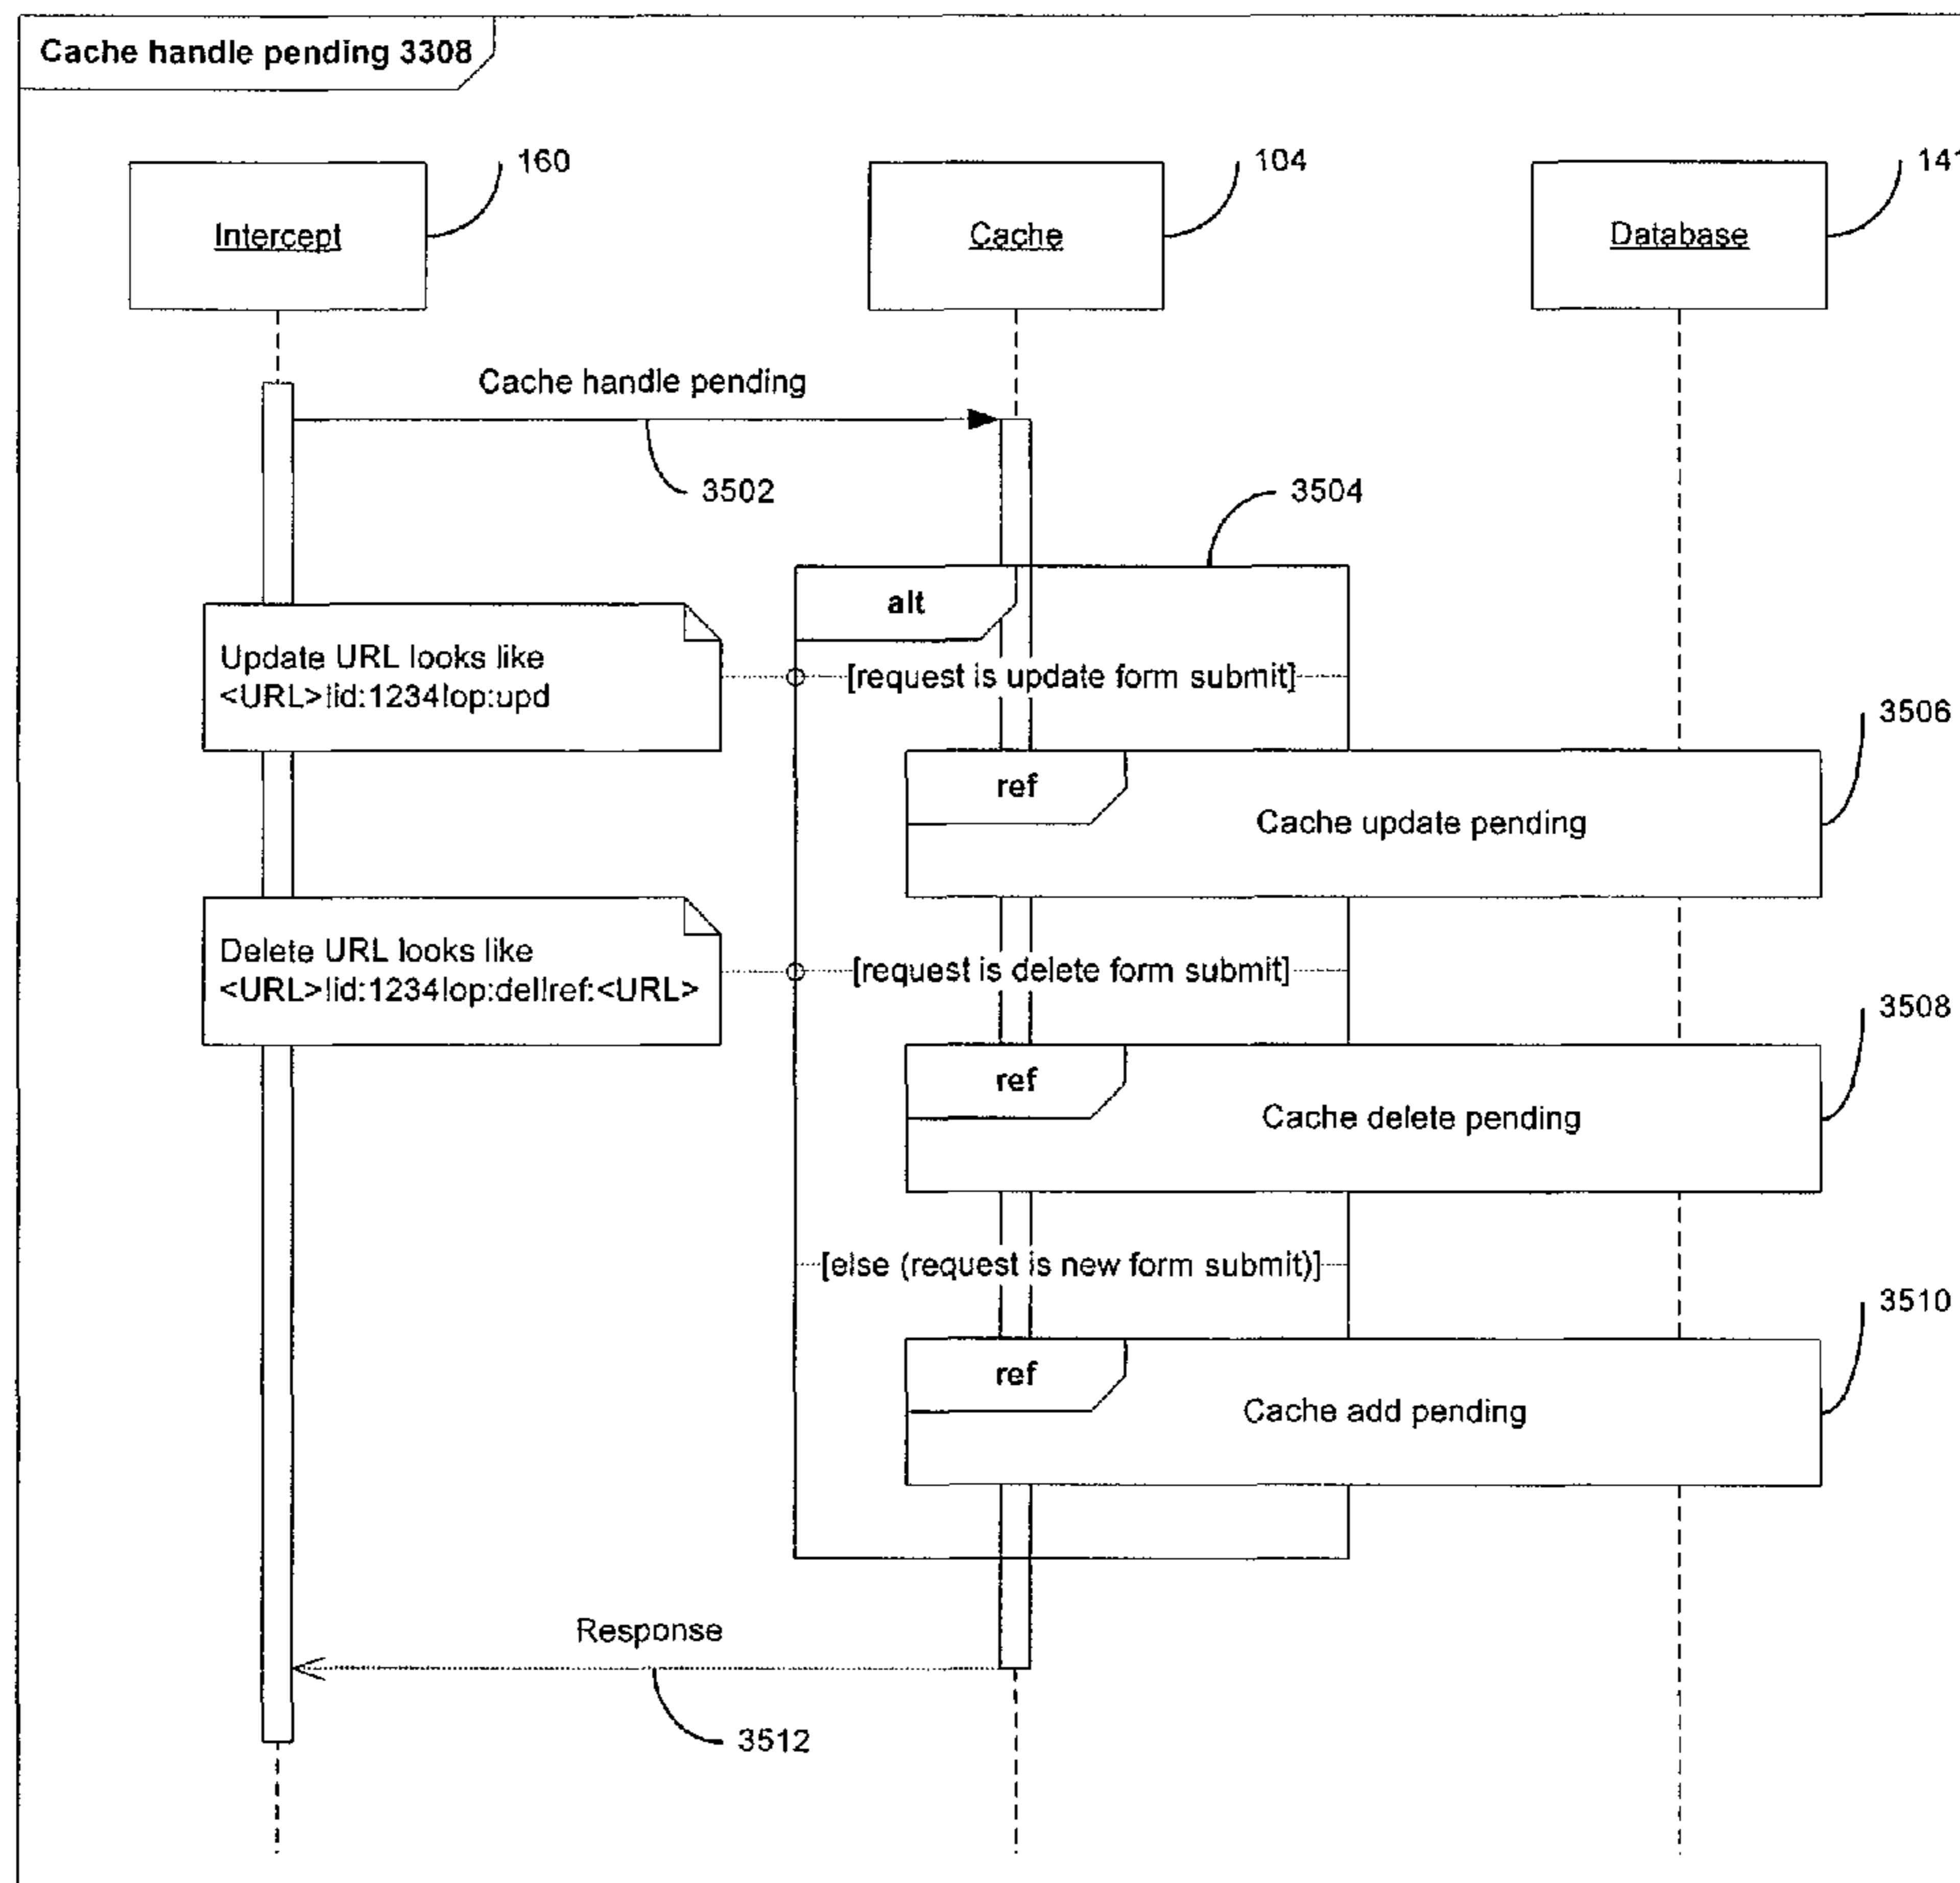 Cache handle pending 3308
160
104
141
Intercept
Cache
Database
Cache handle pending
3502
3504
alt
Update URL looks like
<URL>!id:1234!op:upd
[request is update form submit]
3506
ref
Cache update pending
Delete URL looks like
<URL>!id:1234!op:del!ref:<URL>
[request is delete form submit]
3508
ref
Cache delete pending
[else (request is new form submit)]
3510
ref
Cache add pending
Response
3512